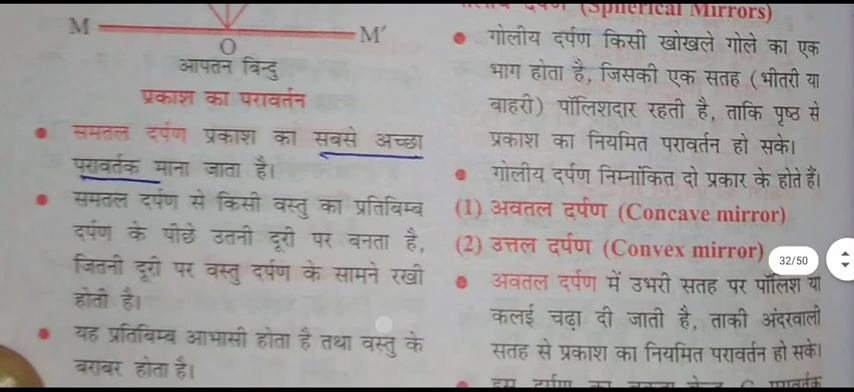 M
M′
O
आपतन बिन्दु
प्रकाश का परावर्तन
समतल दर्पण प्रकाश का सबसे अच्छा
परावर्तक माना जाता है।
समतल दर्पण से किसी वस्तु का प्रतिबिम्ब
दर्पण के पीछे उतनी दूरी पर बनता है,
जितनी दूरी पर वस्तु दर्पण के सामने रखी
होती है।
यह प्रतिबिम्ब आभासी होता है तथा वस्तु के
बराबर होता है।
दर्पण (Spherical Mirrors)
गोलीय दर्पण किसी खोखले गोले का एक
भाग होता है, जिसकी एक सतह (भीतरी या
बाहरी) पॉलिशदार रहती है, ताकि पृष्ठ से
प्रकाश का नियमित परावर्तन हो सके।
गोलीय दर्पण निम्नांकित दो प्रकार के होते हैं।
(1) अवतल दर्पण (Concave mirror)
(2) उत्तल दर्पण (Convex mirror)
32/50
अवतल दर्पण में उभरी सतह पर पॉलिश या
कलई चढ़ा दी जाती है, ताकी अंदरवाली
सतह से प्रकाश का नियमित परावर्तन हो सके।